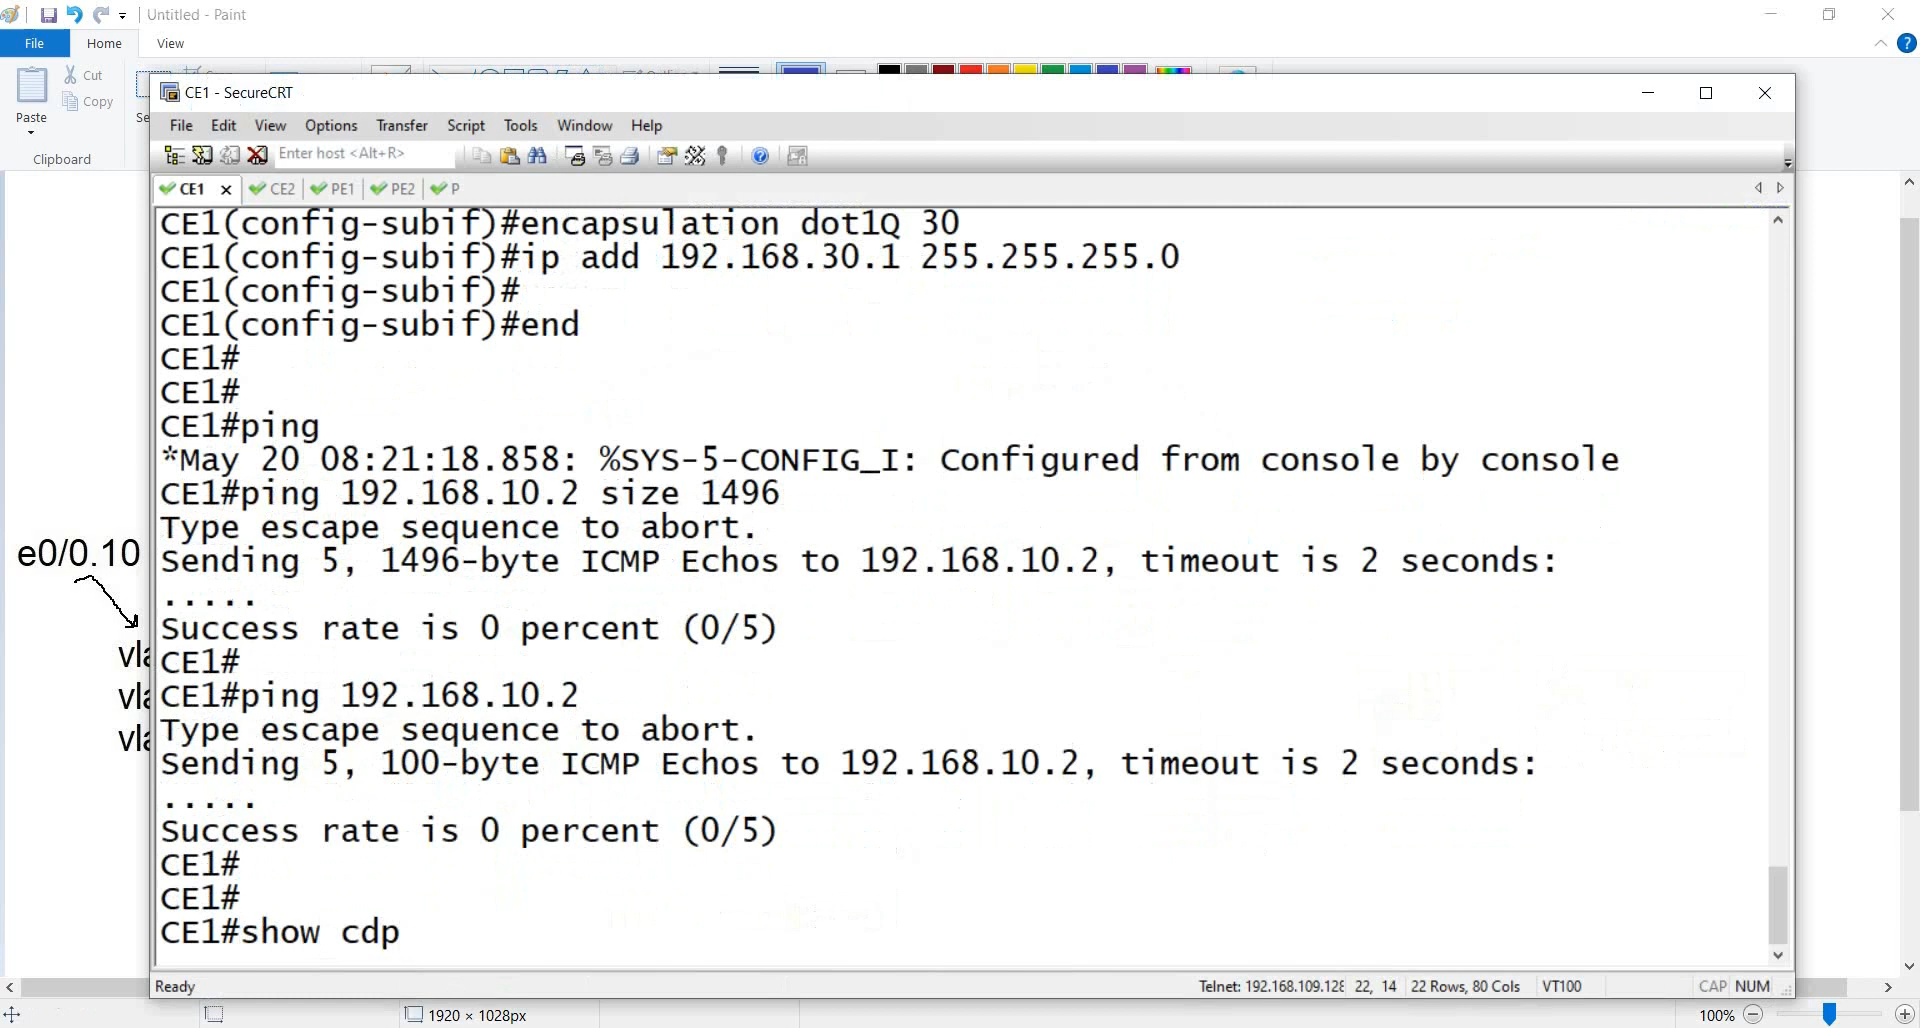 Untitled - Paint
File Home View
Cut
Paste
Copy
Clipboard
CE1 - SecureCRT
File Edit View Options Transfer Script Tools Window Help
Enter host <Alt+R>
CE1 CE2 PE1 PE2 P
CE1(config-subif)#encapsulation dot1Q 30
CE1(config-subif)#ip add 192.168.30.1 255.255.255.0
CE1(config-subif)#
CE1(config-subif)#end
CE1#
CE1#
CE1#ping
*May 20 08:21:18.858: %SYS-5-CONFIG_I: Configured from console by console
CE1#ping 192.168.10.2 size 1496
Type escape sequence to abort.
Sending 5, 1496-byte ICMP Echos to 192.168.10.2, timeout is 2 seconds:
.....
Success rate is 0 percent (0/5)
CE1#
CE1#ping 192.168.10.2
Type escape sequence to abort.
Sending 5, 100-byte ICMP Echos to 192.168.10.2, timeout is 2 seconds:
.....
Success rate is 0 percent (0/5)
CE1#
CE1#
CE1#show cdp
e0/0.10
Ready
Telnet: 192.168.109.128 22, 14 22 Rows, 80 Cols VT100 CAP NUM
1920 × 1028px
100%